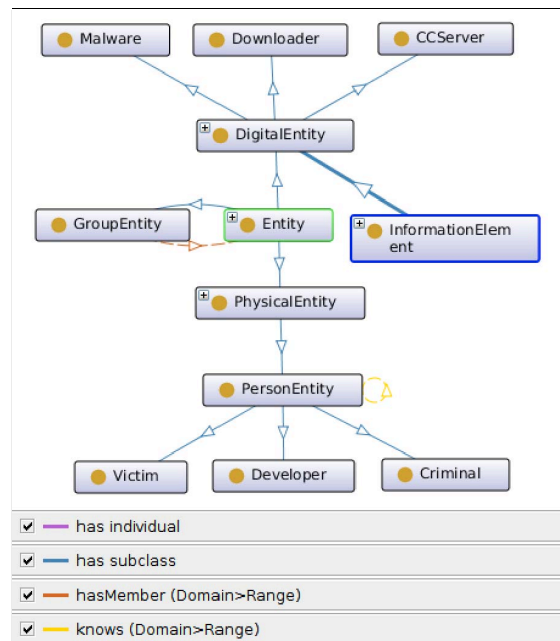 Malware
Downloader
CCServer
DigitalEntity
GroupEntity
Entity
InformationElem
ent
PhysicalEntity
PersonEntity
Victim
Developer
Criminal
has individual
has subclass
hasMember (Domain>Range)
knows (Domain>Range)